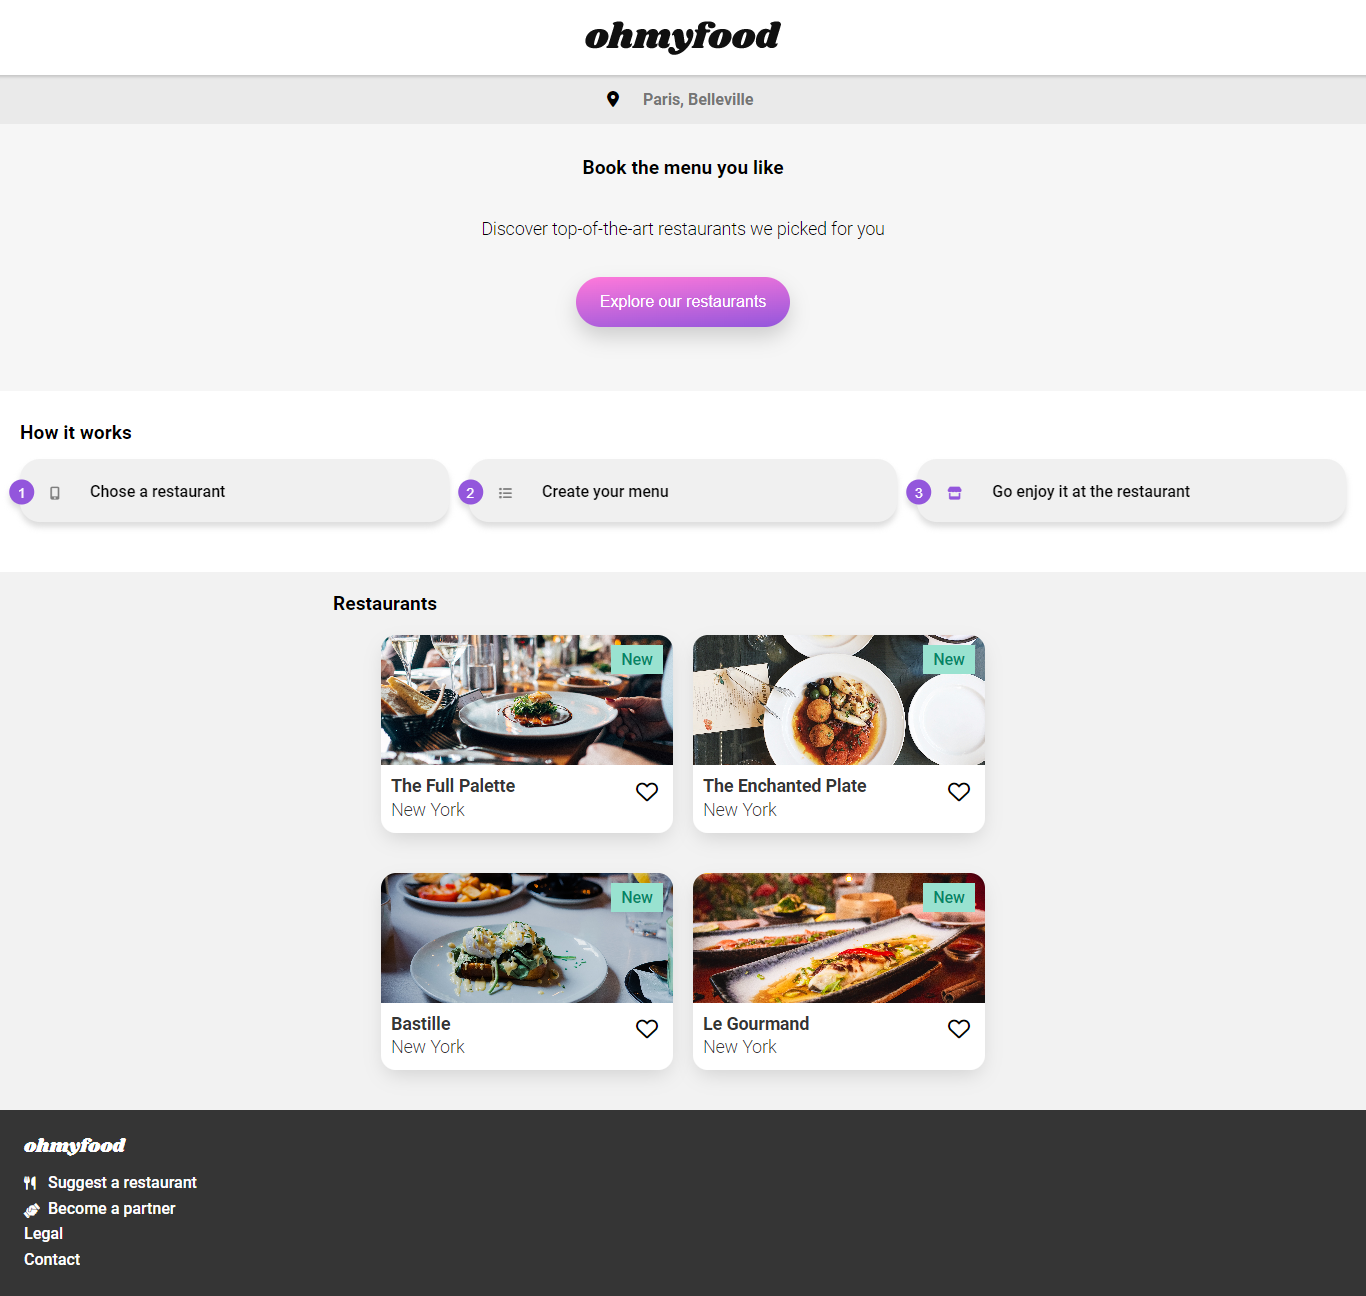 ohmyfood
Paris, Belleville
Book the menu you like
Discover top-of-the-art restaurants we picked for you
Explore our restaurants
How it works
1 Chose a restaurant
2 Create your menu
3 Go enjoy it at the restaurant
Restaurants
New
The Full Palette
New York
New
The Enchanted Plate
New York
New
Bastille
New York
New
Le Gourmand
New York
ohmyfood
Suggest a restaurant
Become a partner
Legal
Contact